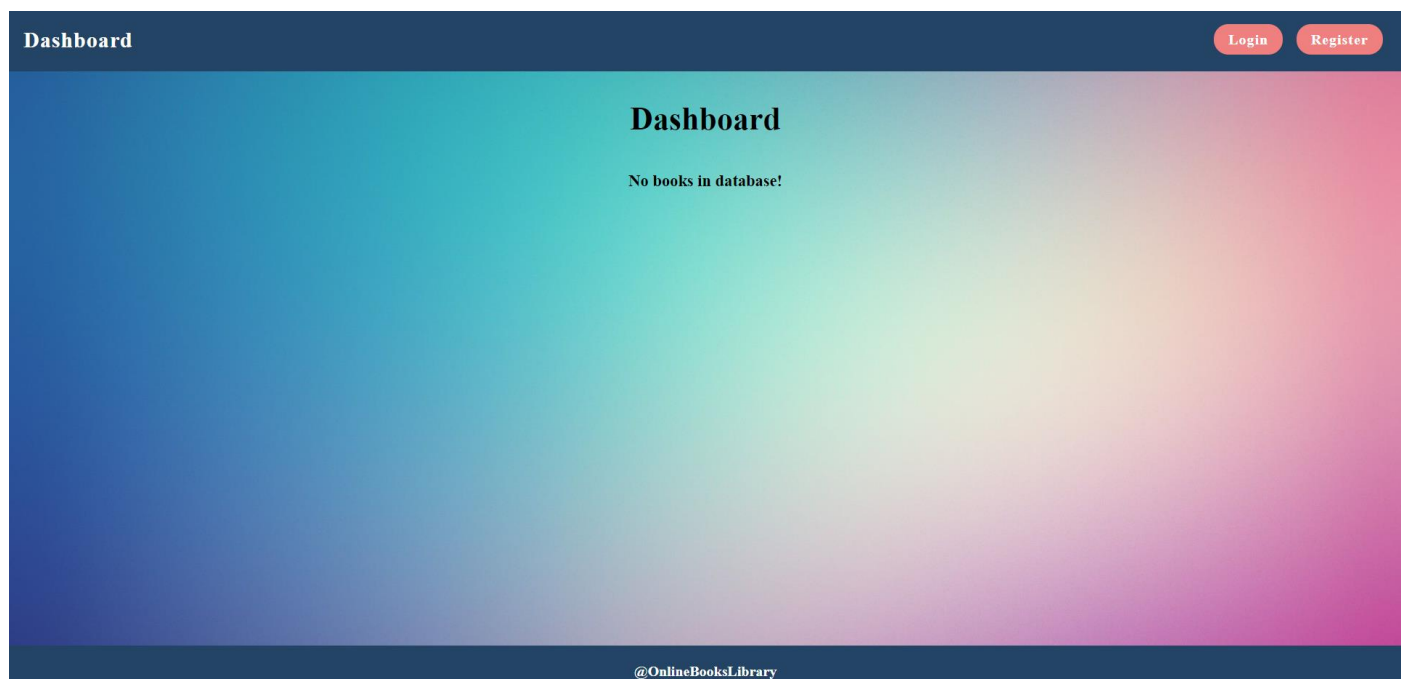 Dashboard
Login
Register
Dashboard
No books in database!
@OnlineBooksLibrary